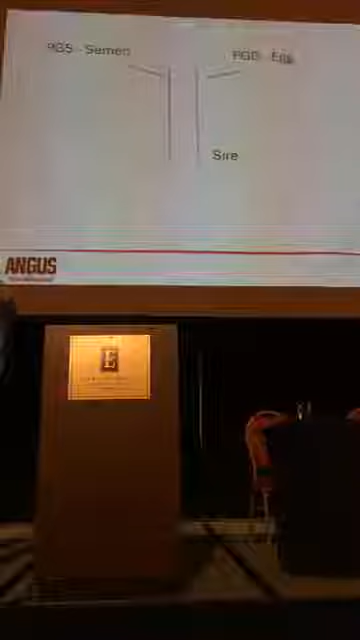 PGS - Semen
PGD - Egg
Sire
ANGUS
E